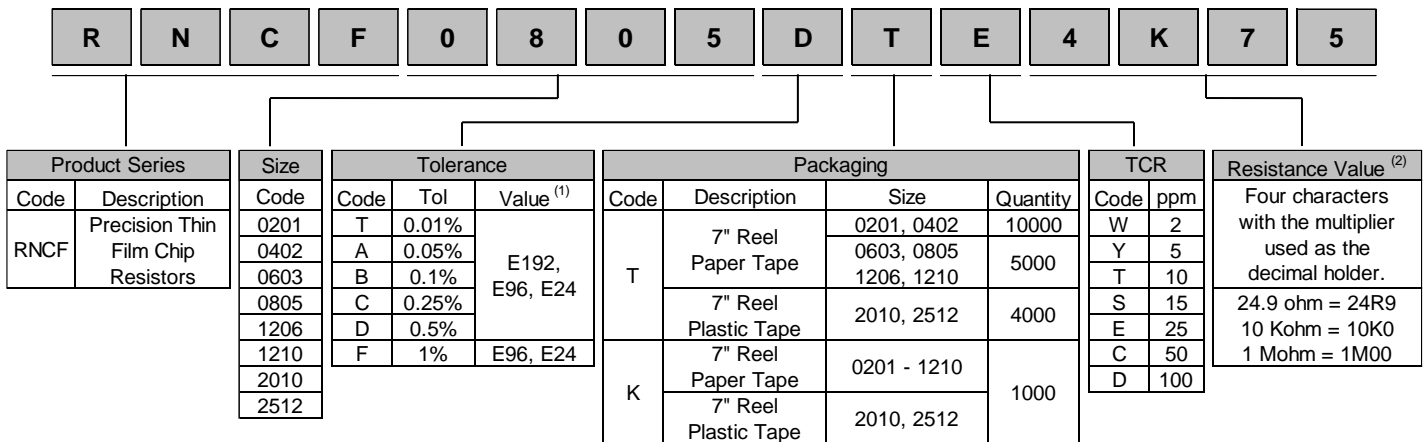 R N C F 0 8 0 5 D T E 4 K 7 5
Product Series
Code Description
RNCF Precision Thin
Film Chip
Resistors
Size
Code
0201
0402
0603
0805
1206
1210
2010
2512
Tolerance
Code Tol Value (1)
T 0.01%
A 0.05%
B 0.1%
C 0.25%
D 0.5%
E192,
E96, E24
F 1% E96, E24
Packaging
Code Description Size Quantity
T
7" Reel
Paper Tape
0201, 0402 10000
0603, 0805
1206, 1210
5000
7" Reel
Plastic Tape
2010, 2512 4000
K
7" Reel
Paper Tape
0201 - 1210
7" Reel
Plastic Tape
2010, 2512
1000
TCR
Code ppm
W 2
Y 5
T 10
S 15
E 25
C 50
D 100
Resistance Value (2)
Four characters
with the multiplier
used as the
decimal holder.
24.9 ohm = 24R9
10 Kohm = 10K0
1 Mohm = 1M00